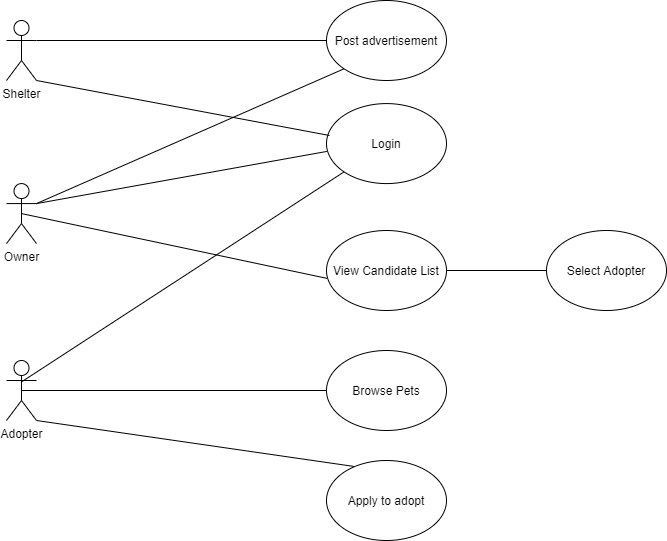 Post advertisement
Shelter
Login
Owner
View Candidate List
Select Adopter
Browse Pets
Adopter
Apply to adopt